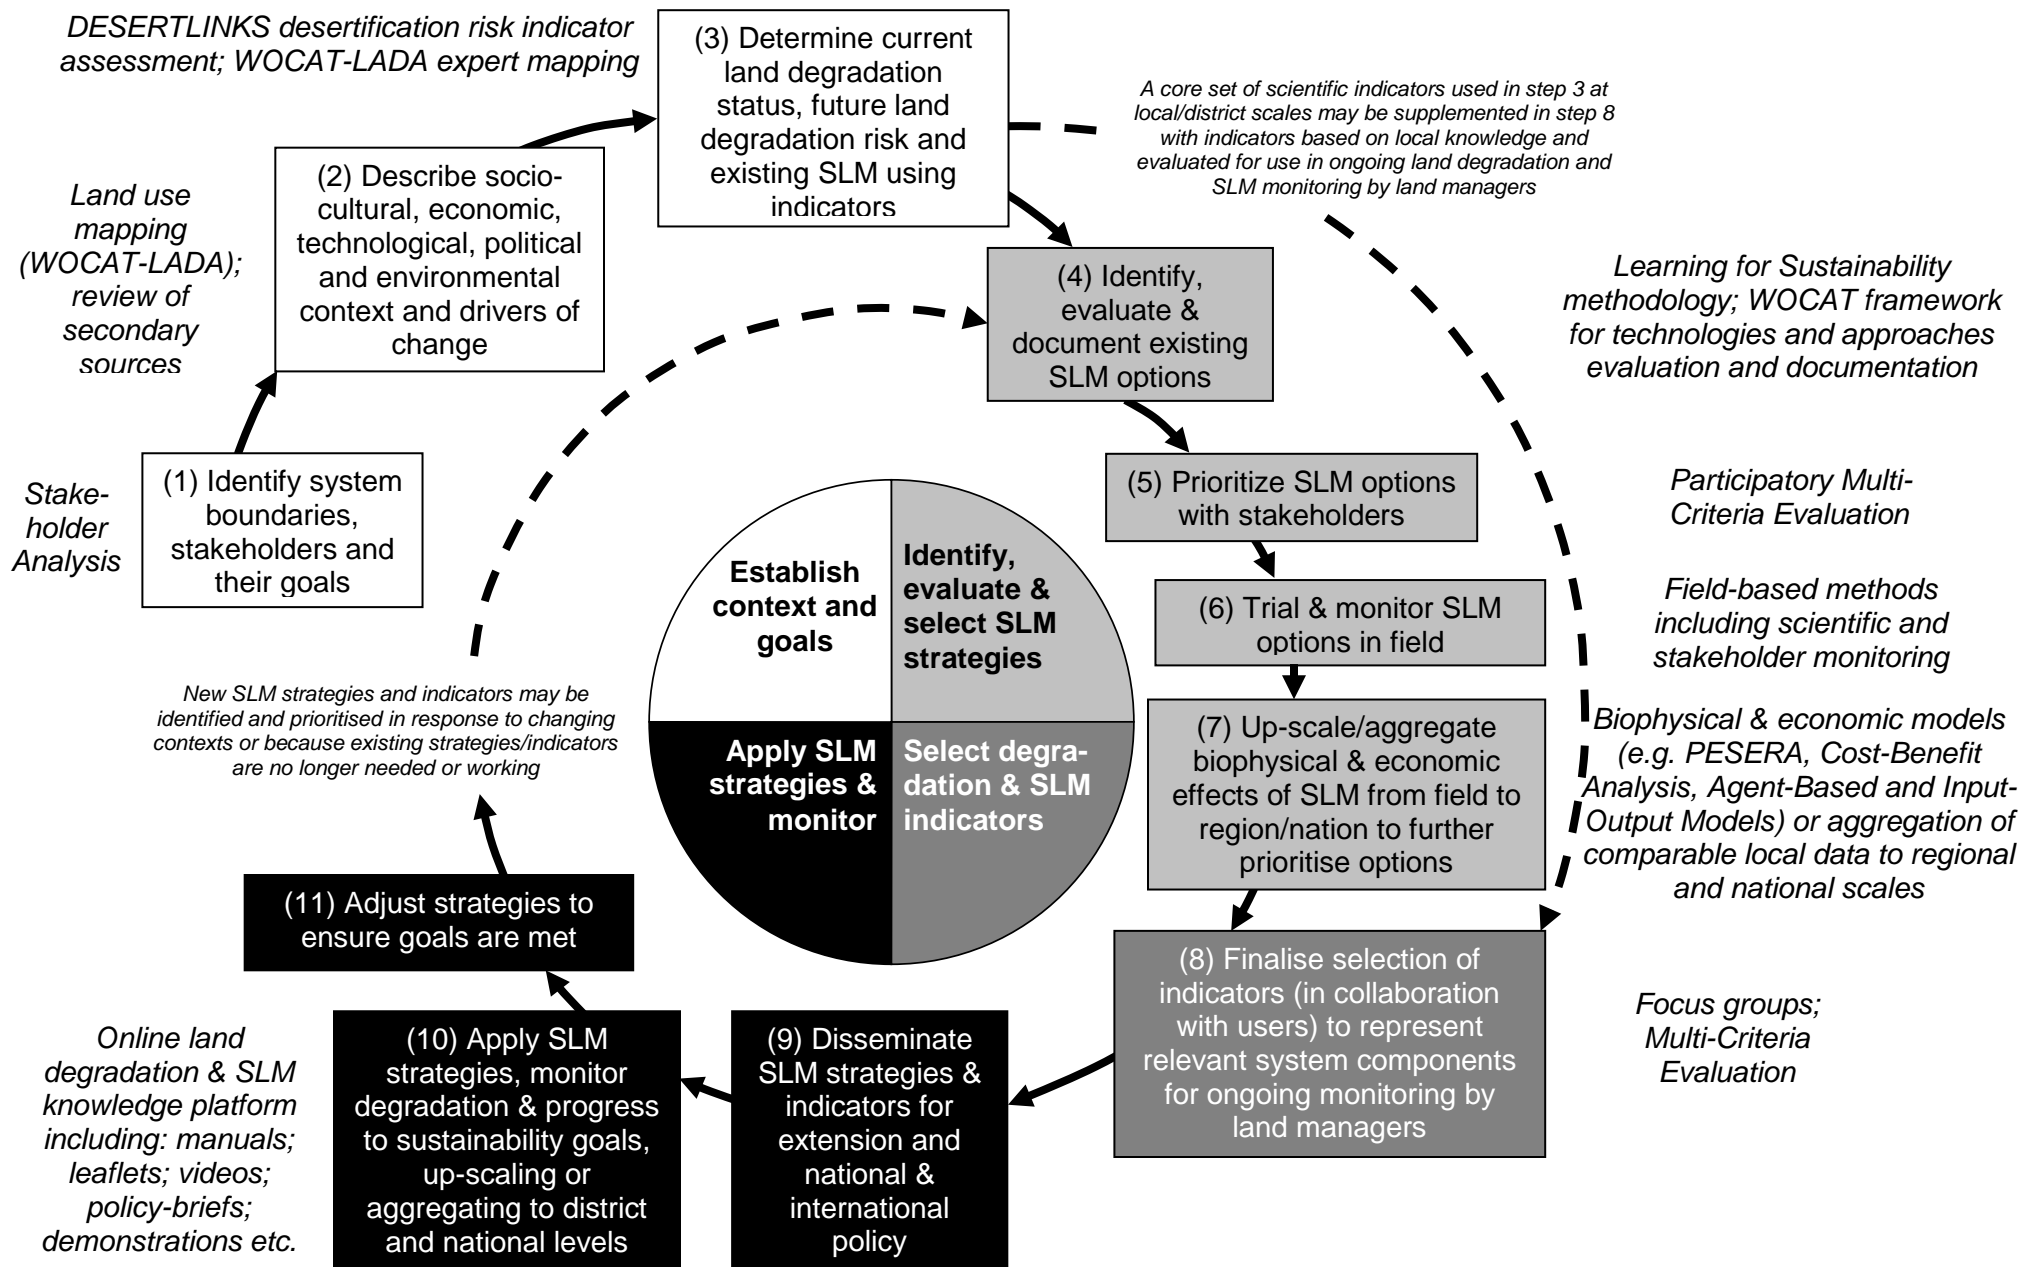 DESERTLINKS desertification risk indicator
assessment; WOCAT-LADA expert mapping
(3) Determine current
land degradation
status, future land
degradation risk and
existing SLM using
indicators
A core set of scientific indicators used in step 3 at
local/district scales may be supplemented in step 8
with indicators based on local knowledge and
evaluated for use in ongoing land degradation and
SLM monitoring by land managers
Land use
mapping
(WOCAT-LADA);
review of
secondary
sources
(2) Describe socio-
cultural, economic,
technological, political
and environmental
context and drivers of
change
(4) Identify,
evaluate &
document existing
SLM options
Learning for Sustainability
methodology; WOCAT framework
for technologies and approaches
evaluation and documentation
Stake-
holder
Analysis
(1) Identify system
boundaries,
stakeholders and
their goals
(5) Prioritize SLM options
with stakeholders
Participatory Multi-
Criteria Evaluation
Establish
context and
goals
Identify,
evaluate &
select SLM
strategies
(6) Trial & monitor SLM
options in field
Field-based methods
including scientific and
stakeholder monitoring
New SLM strategies and indicators may be
identified and prioritised in response to changing
contexts or because existing strategies/indicators
are no longer needed or working
Apply SLM
strategies &
monitor
Select degra-
dation & SLM
indicators
(7) Up-scale/aggregate
biophysical & economic
effects of SLM from field to
region/nation to further
prioritise options
Biophysical & economic models
(e.g. PESERA, Cost-Benefit
Analysis, Agent-Based and Input-
Output Models) or aggregation of
comparable local data to regional
and national scales
(11) Adjust strategies to
ensure goals are met
(8) Finalise selection of
indicators (in collaboration
with users) to represent
relevant system components
for ongoing monitoring by
land managers
Focus groups;
Multi-Criteria
Evaluation
Online land
degradation & SLM
knowledge platform
including: manuals;
leaflets; videos;
policy-briefs;
demonstrations etc.
(10) Apply SLM
strategies, monitor
degradation & progress
to sustainability goals,
up-scaling or
aggregating to district
and national levels
(9) Disseminate
SLM strategies &
indicators for
extension and
national &
international
policy